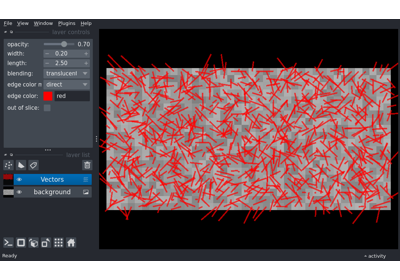 File View Window Plugins Help
layer controls
opacity: 0.70
width: 0.20
length: 2.50
blending: translucent
edge color m direct
edge color: red
out of slice:
layer list
Vectors
background
Ready
activity